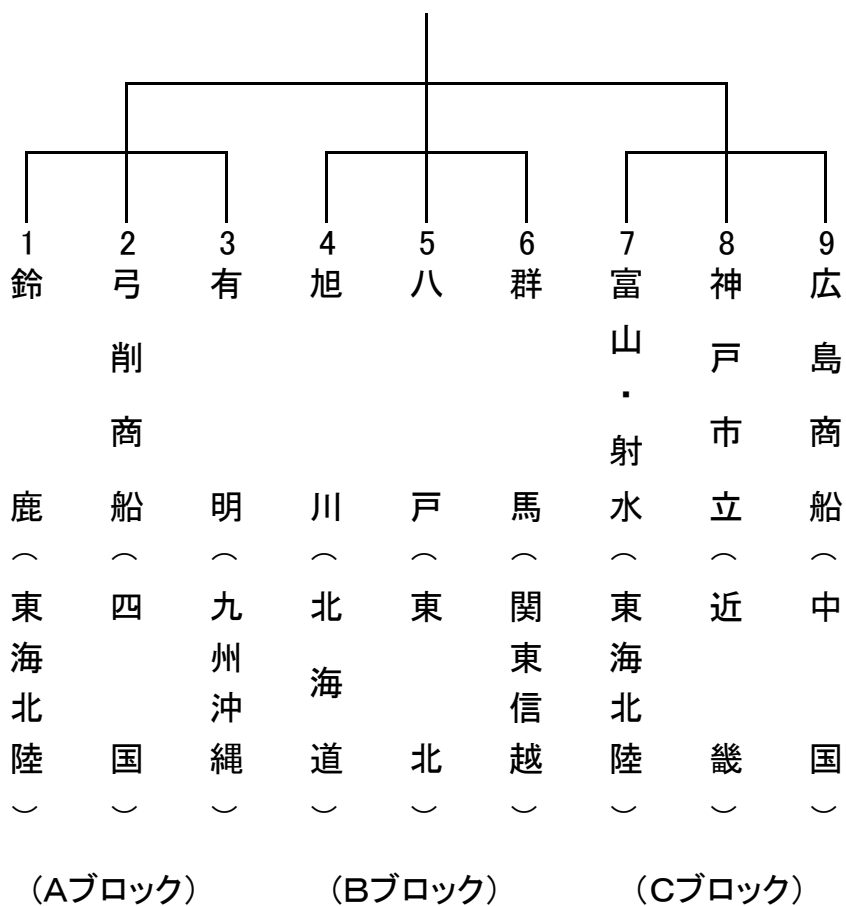 1
鈴鹿(東海北陸)
2
弓削商船(四国)
3
有明(九州沖縄)
4
旭川(北海道)
5
八戸(東北)
6
群馬(関東信越)
7
富山・射水(東海北陸)
8
神戸市立(近畿)
9
広島商船(中国)
(Aブロック)
(Bブロック)
(Cブロック)